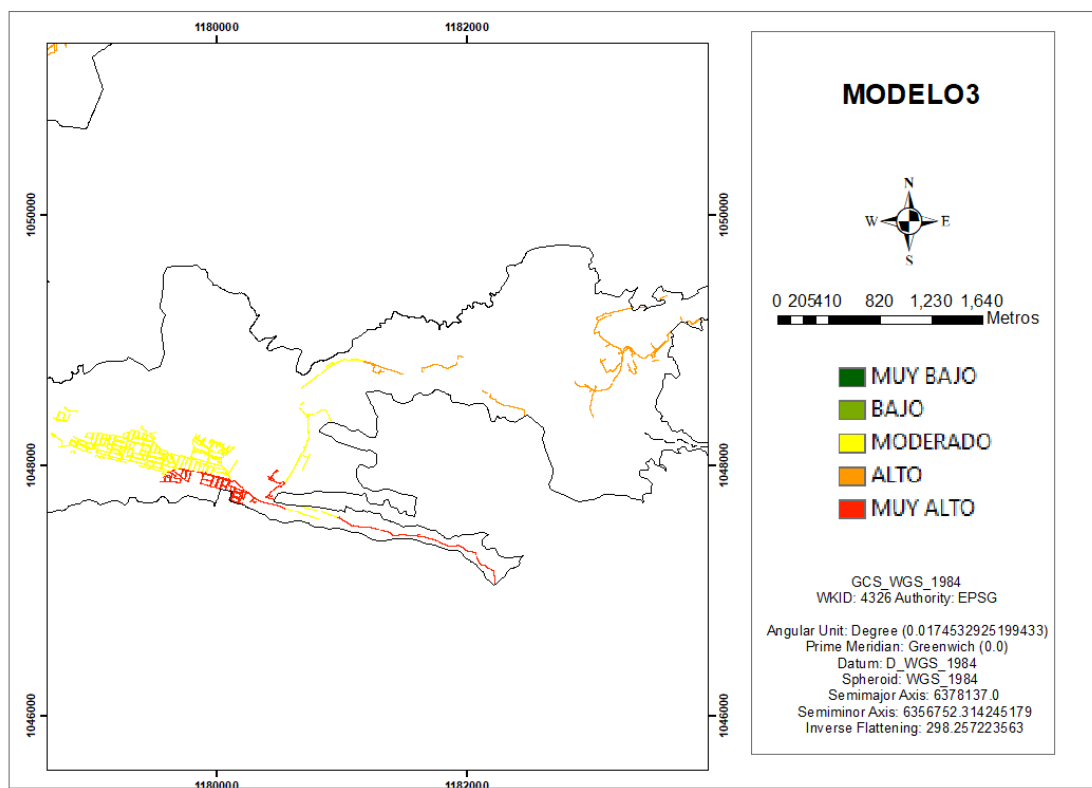 1180000
1182000
1050000
1050000
1048000
1048000
1046000
1046000
1180000
1182000
MODELO3
N
W
E
S
0 205410 820 1,230 1,640
Metros
MUY BAJO
BAJO
MODERADO
ALTO
MUY ALTO
GCS_WGS_1984
WKID: 4326 Authority: EPSG
Angular Unit: Degree (0.0174532925199433)
Prime Meridian: Greenwich (0.0)
Datum: D_WGS_1984
Spheroid: WGS_1984
Semimajor Axis: 6378137.0
Semiminor Axis: 6356752.314245179
Inverse Flattening: 298.257223563